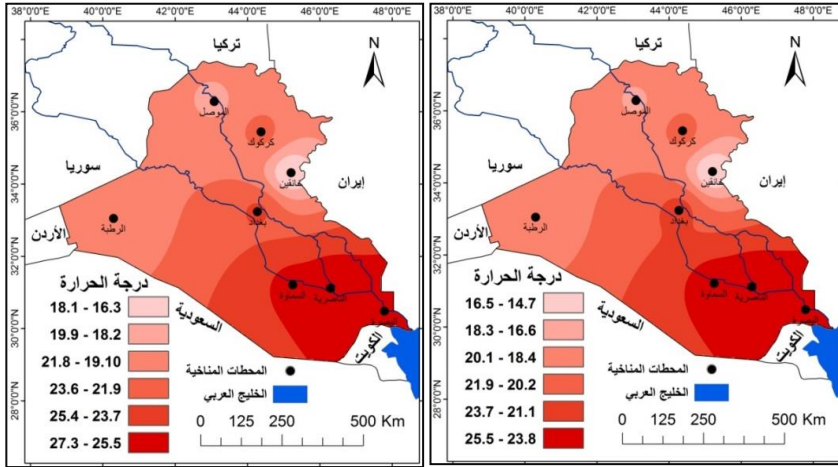 38°0'0"E 40°0'0"E 42°0'0"E 44°0'0"E 46°0'0"E 48°0'0"E
تركيا
N
36°0'0"N
34°0'0"N
32°0'0"N
30°0'0"N
28°0'0"N
الموصل
كركوك
خانقين
سوريا
إيران
الرطبة
بغداد
الأردن
السماوة
الناصرية
السعودية
الكويت
درجة الحرارة
18.1 - 16.3
19.9 - 18.2
21.8 - 19.10
23.6 - 21.9
25.4 - 23.7
27.3 - 25.5
المحطات المناخية
الخليج العربي
0 125 250 500 Km
38°0'0"E 40°0'0"E 42°0'0"E 44°0'0"E 46°0'0"E 48°0'0"E
تركيا
N
36°0'0"N
34°0'0"N
32°0'0"N
30°0'0"N
28°0'0"N
الموصل
كركوك
خانقين
سوريا
إيران
الرطبة
بغداد
الأردن
السماوة
الناصرية
السعودية
الكويت
درجة الحرارة
16.5 - 14.7
18.3 - 16.6
20.1 - 18.4
21.9 - 20.2
23.7 - 21.1
25.5 - 23.8
المحطات المناخية
الخليج العربي
0 125 250 500 Km